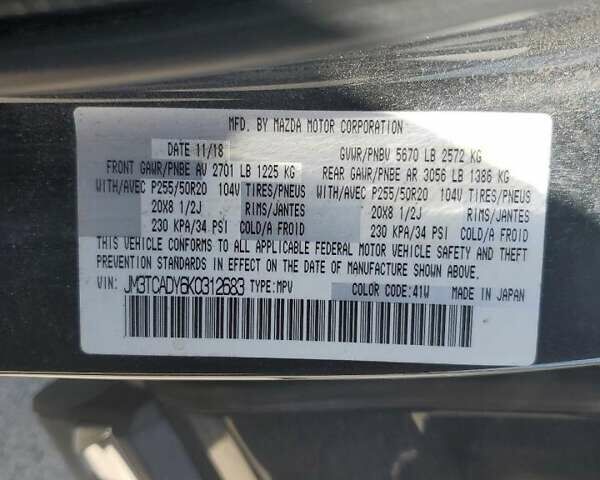 MFD. BY MAZDA MOTOR CORPORATION
DATE 11/18 GVWR/PNBV 5670 LB 2572 KG
FRONT GAWR/PNBE AV 2701 LB 1225 KG REAR GAWR/PNBE AR 3056 LB 1386 KG
WITH/AVEC P255/50R20 104V TIRES/PNEUS WITH/AVEC P255/50R20 104V TIRES/PNEUS
20X8 1/2J RIMS/JANTES 20X8 1/2J RIMS/JANTES
230 KPA/34 PSI COLD/A FROID 230 KPA/34 PSI COLD/A FROID
THIS VEHICLE CONFORMS TO ALL APPLICABLE FEDERAL MOTOR VEHICLE SAFETY AND THEFT
PREVENTION STANDARDS IN EFFECT ON THE DATE OF MANUFACTURE SHOWN ABOVE.
VIN: JM3TCADY6K0312683 TYPE:MPV COLOR CODE:41W MADE IN JAPAN